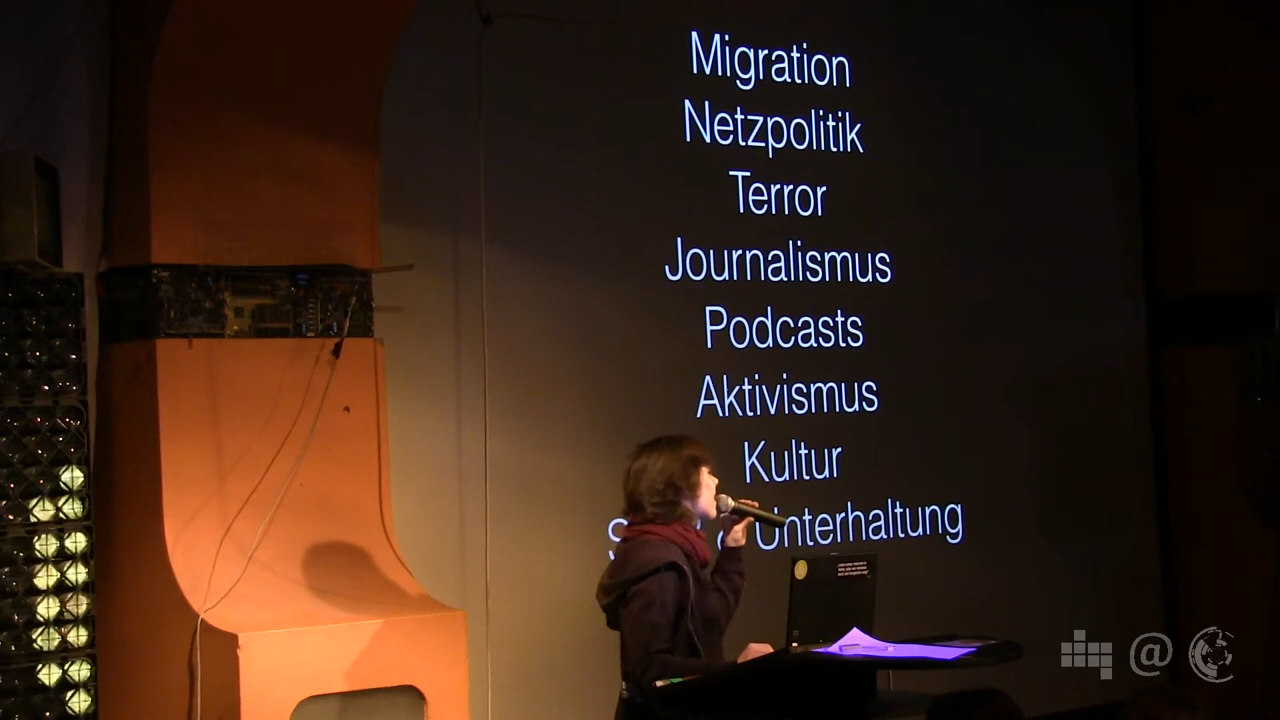 Migration
Netzpolitik
Terror
Journalismus
Podcasts
Aktivismus
Kultur
& Unterhaltung
@